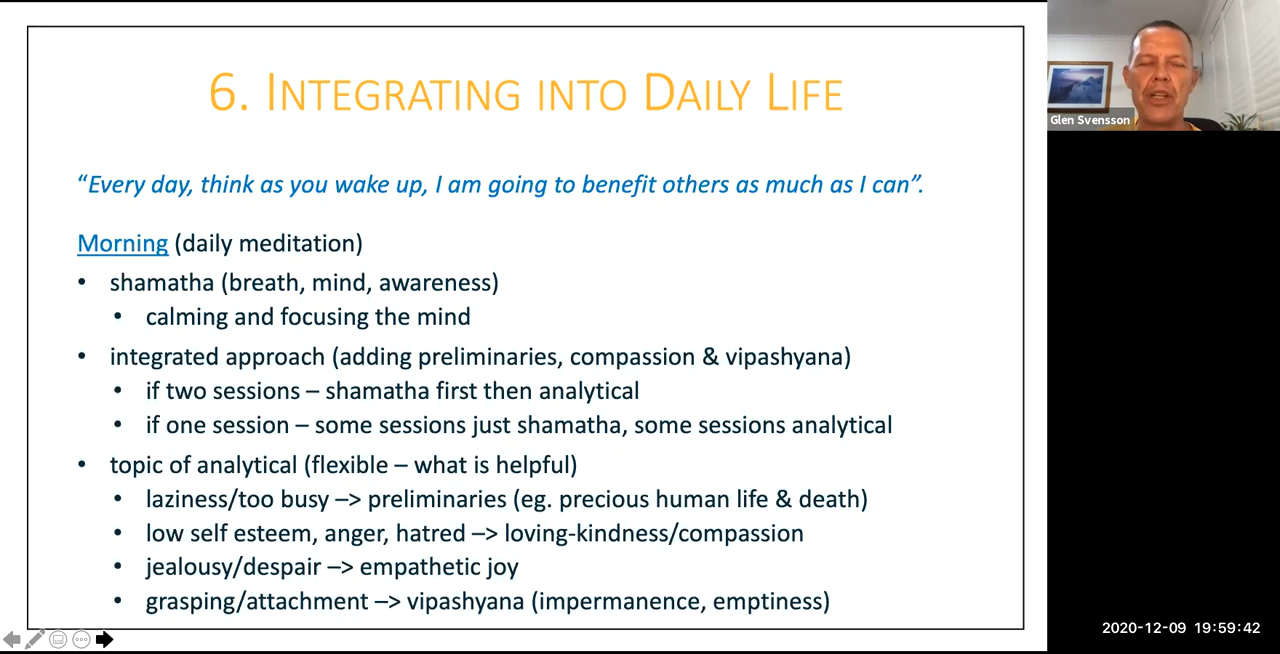 6. Integrating into Daily Life
“Every day, think as you wake up, I am going to benefit others as much as I can”.
Morning (daily meditation)
• shamatha (breath, mind, awareness)
• calming and focusing the mind
• integrated approach (adding preliminaries, compassion & vipashyana)
• if two sessions – shamatha first then analytical
• if one session – some sessions just shamatha, some sessions analytical
• topic of analytical (flexible – what is helpful)
• laziness/too busy –> preliminaries (eg. precious human life & death)
• low self esteem, anger, hatred –> loving-kindness/compassion
• jealousy/despair –> empathetic joy
• grasping/attachment –> vipashyana (impermanence, emptiness)
Glen Svensson
2020-12-09 19:59:42